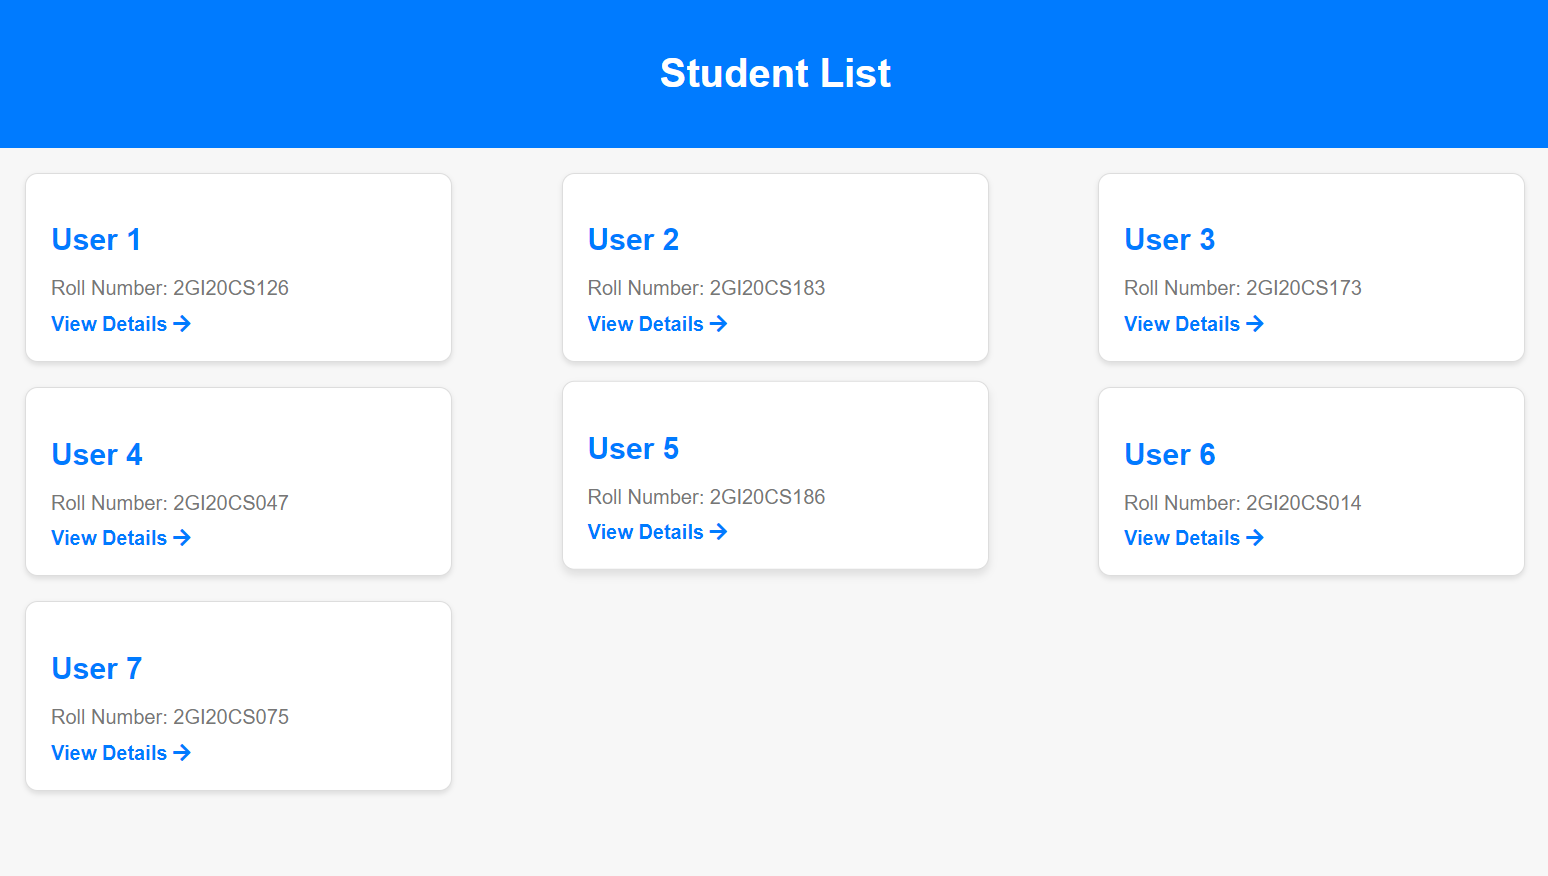 Student List
User 1
Roll Number: 2GI20CS126
View Details →
User 2
Roll Number: 2GI20CS183
View Details →
User 3
Roll Number: 2GI20CS173
View Details →
User 4
Roll Number: 2GI20CS047
View Details →
User 5
Roll Number: 2GI20CS186
View Details →
User 6
Roll Number: 2GI20CS014
View Details →
User 7
Roll Number: 2GI20CS075
View Details →